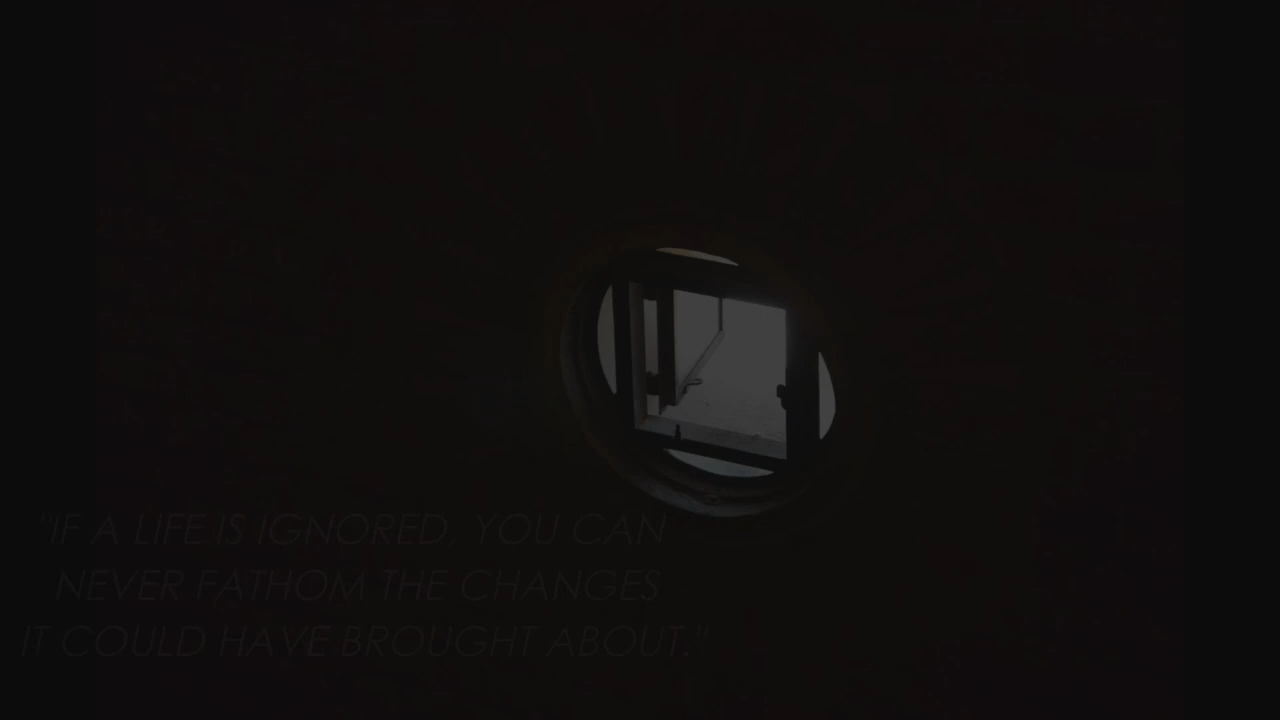 "IF A LIFE IS IGNORED, YOU CAN
NEVER FATHOM THE CHANGES
IT COULD HAVE BROUGHT ABOUT."